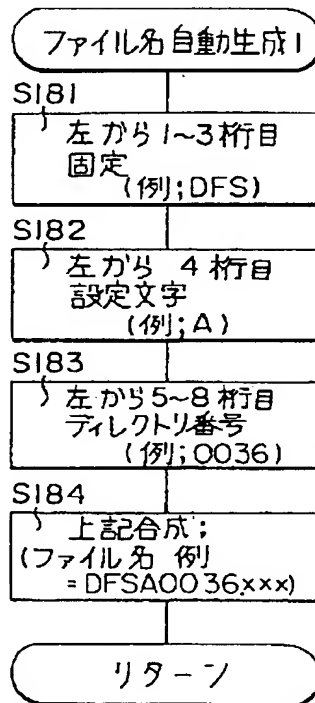 ファイル名自動生成1
S181
左から1~3桁目
固定
(例;DFS)
S182
左から 4桁目
設定文字
(例;A)
S183
左から5~8桁目
ディレクトリ番号
(例;0036)
S184
上記合成;
(ファイル名 例
=DFSA0036.xxx)
リターン